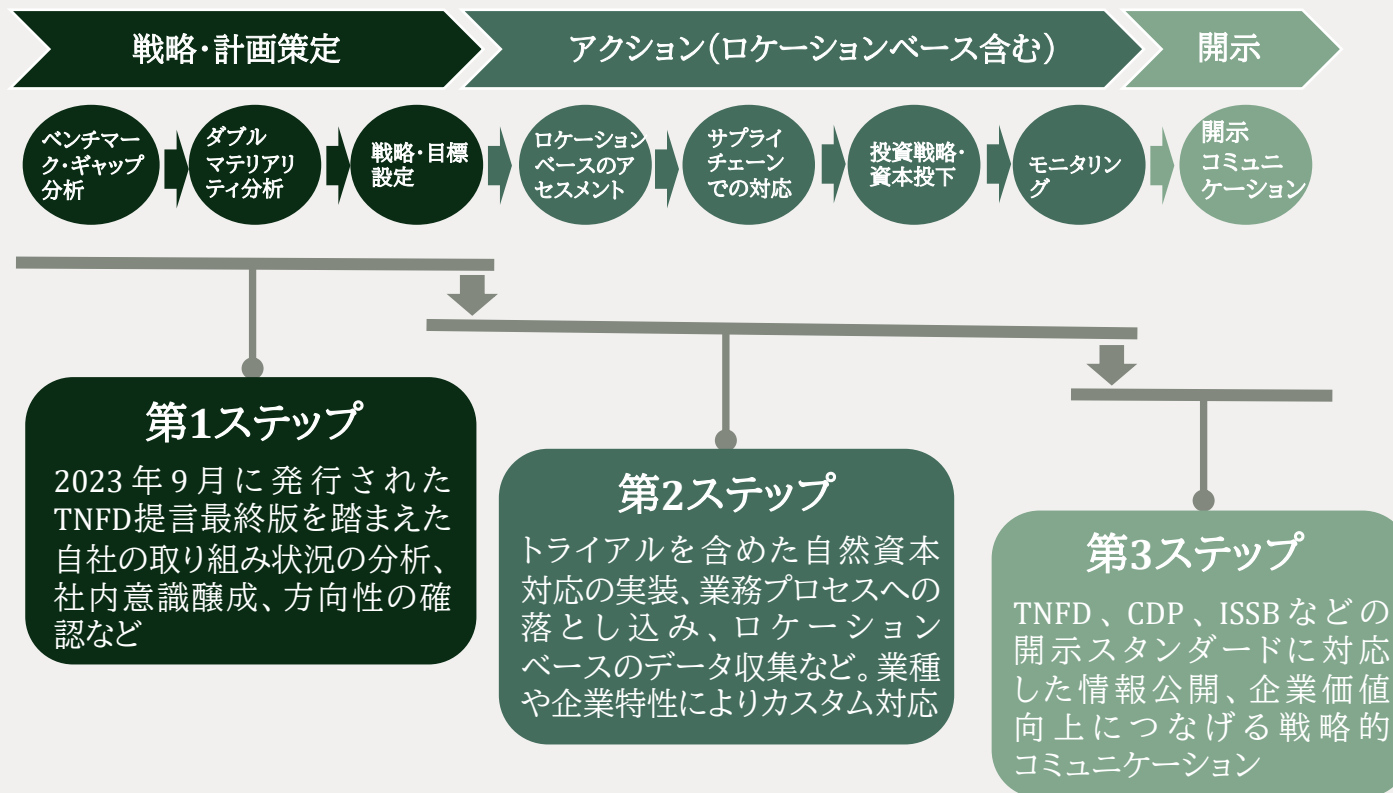 戦略・計画策定
アクション（ロケーションベース含む）
開示
ベンチマー
ク・ギャップ
分析
ダブル
マテリアリ
ティ分析
戦略・目標
設定
ロケーション
ベースのア
セスメント
サプライ
チェーン
での対応
投資戦略・
資本投下
モニタリン
グ
開示
コミュニ
ケーション
第1ステップ
2023年9月に発行された
TNFD提言最終版を踏まえた
自社の取り組み状況の分析、
社内意識醸成、方向性の確
認など
第2ステップ
トライアルを含めた自然資本
対応の実装、業務プロセスへの
落とし込み、ロケーション
ベースのデータ収集など。業種
や企業特性によりカスタム対応
第3ステップ
TNFD、CDP、ISSBなどの
開示スタンダードに対応
した情報公開、企業価値
向上につなげる戦略的
コミュニケーション